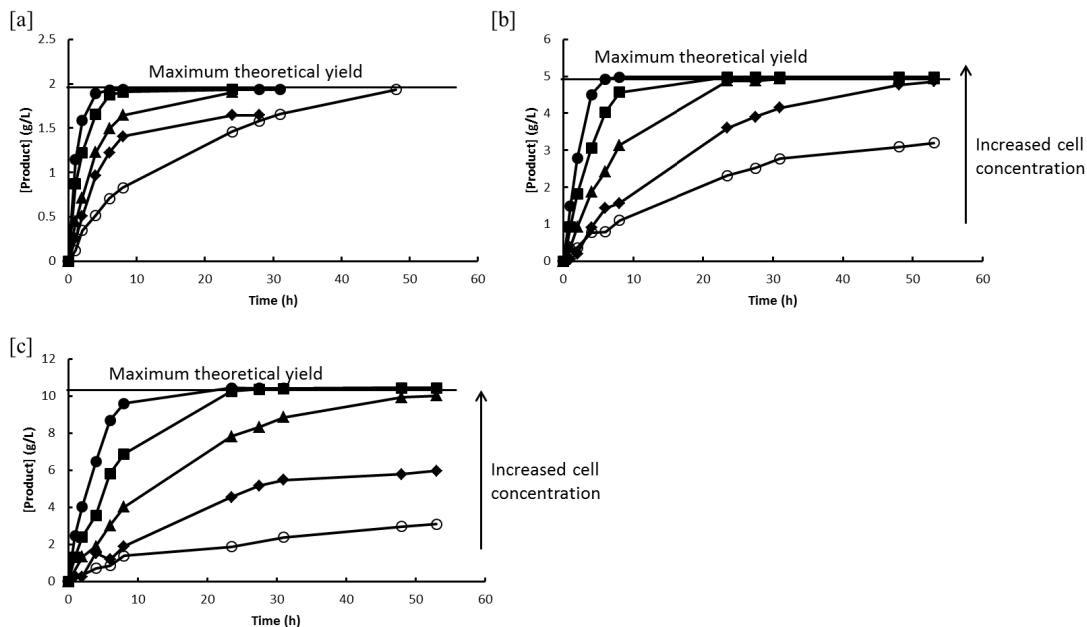 [a]
2.5
2
1.5
1
0.5
0
[Product] (g/L)
Maximum theoretical yield
0 10 20 30 40 50 60
Time (h)
[b]
6
5
4
3
2
1
0
[Product] (g/L)
Maximum theoretical yield
0 10 20 30 40 50 60
Time (h)
Increased cell
concentration
[c]
12
10
8
6
4
2
0
[Product] (g/L)
Maximum theoretical yield
0 10 20 30 40 50 60
Time (h)
Increased cell
concentration